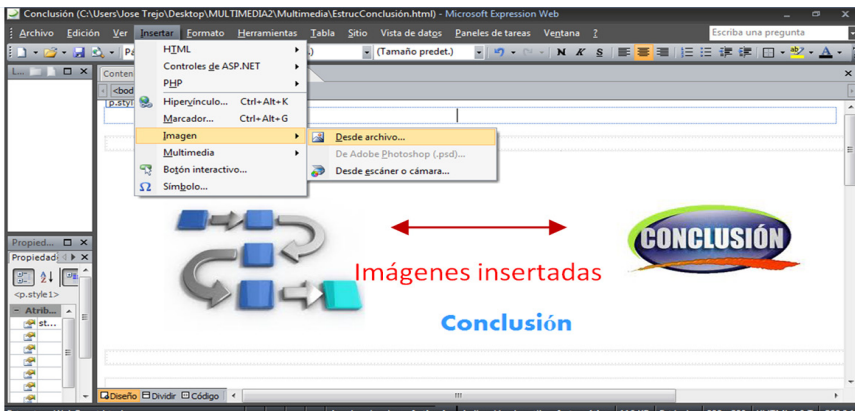 Conclusión (C:\Users\Jose Trejo\Desktop\MULTIMEDIA2\Multimedia\EstrucConclusión.html) - Microsoft Expression Web
Archivo Edición Ver Insertar Formato Herramientas Tabla Sitio Vista de datos Paneles de tareas Ventana ?
Escriba una pregunta
(Tamaño predet.) N K S
HTML
Controles de ASP.NET
PHP
Hipervínculo... Ctrl+Alt+K
Marcador... Ctrl+Alt+G
Imagen
Multimedia
Botón interactivo...
Símbolo...
Desde archivo...
De Adobe Photoshop (.psd)...
Desde escáner o cámara...
CONCLUSIÓN
Imágenes insertadas
Conclusión
Propied...
Propiedad
<p.style1>
Atrib...
st...
Diseño Dividir Código